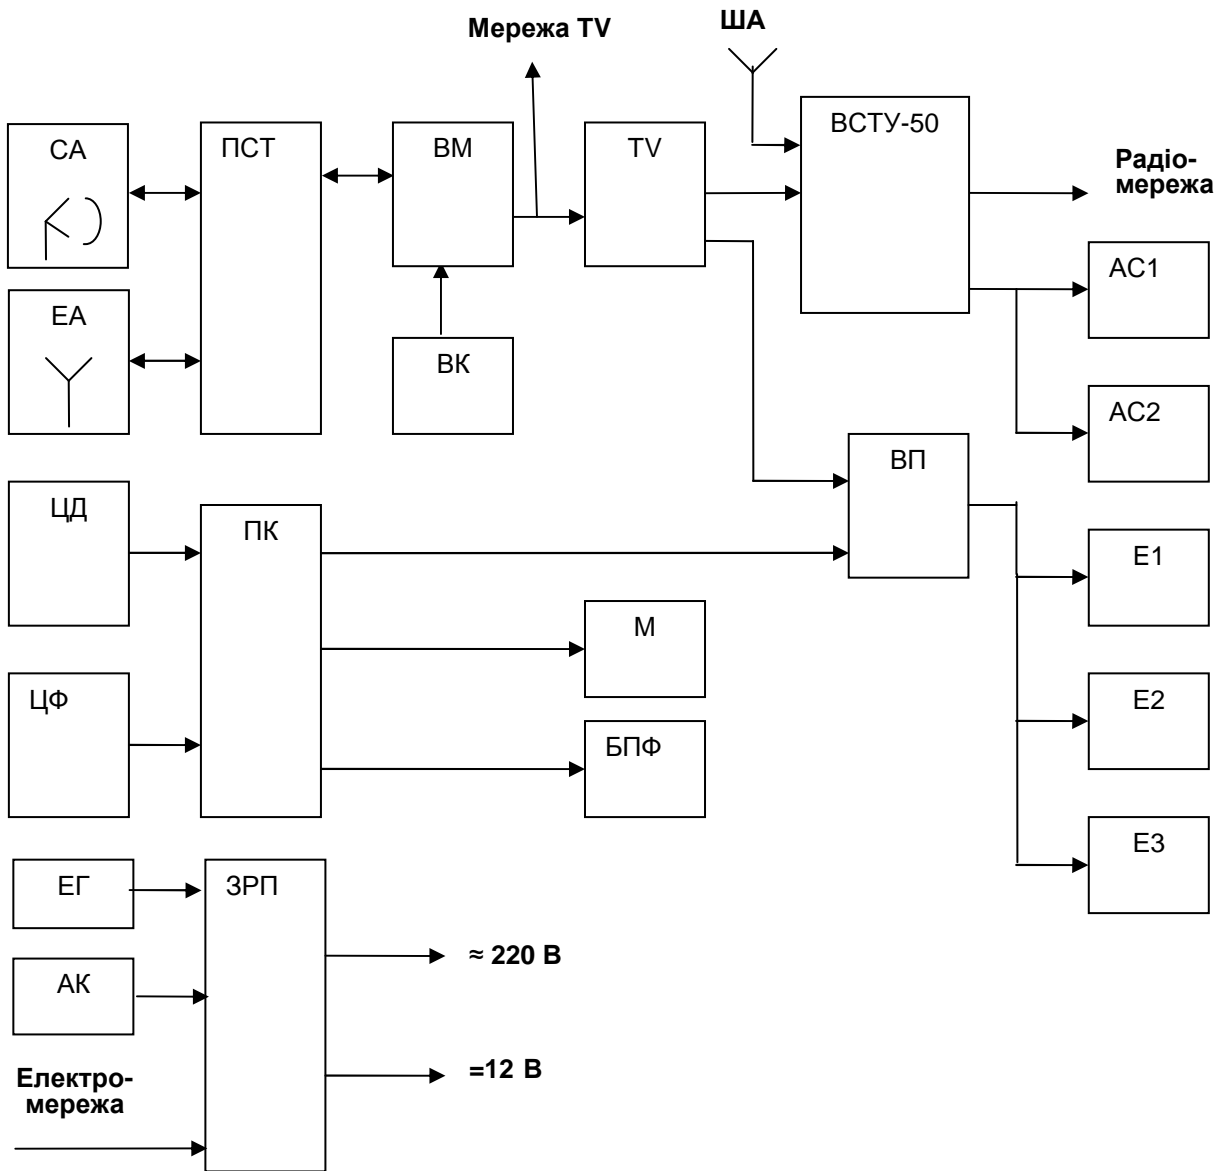 Мережа TV
ША
СА
ПСТ
ВМ
TV
ВСТУ-50
Радіо-
мережа
ЕА
ВК
АС1
АС2
ВП
ЦД
ПК
Е1
М
ЦФ
Е2
БПФ
Е3
ЕГ
ЗРП
≈ 220 В
АК
=12 В
Електро-
мережа